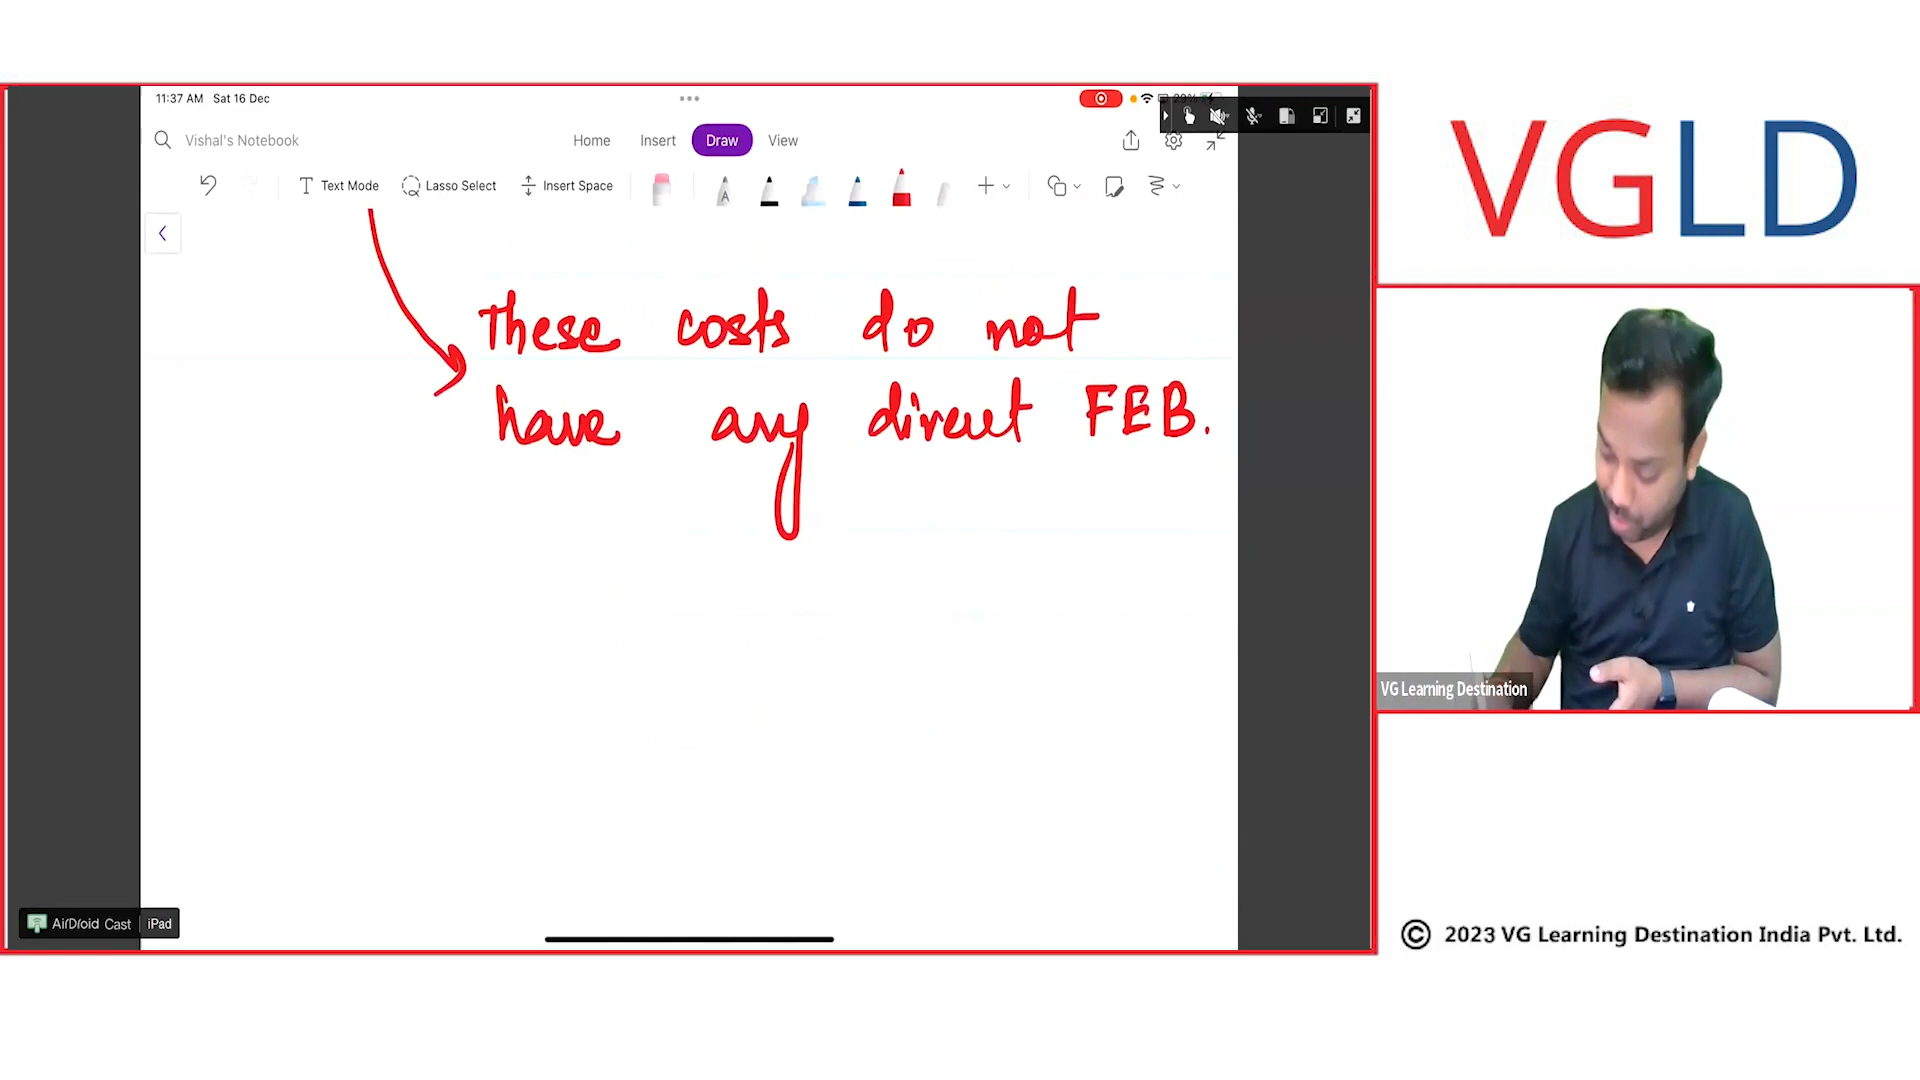 11:37 AM Sat 16 Dec
29%
Vishal's Notebook
Home Insert Draw View
Text Mode Lasso Select Insert Space
A
These costs do not
have any direct FEB.
VGLD
VG Learning Destination
AirDroid Cast iPad
© 2023 VG Learning Destination India Pvt. Ltd.